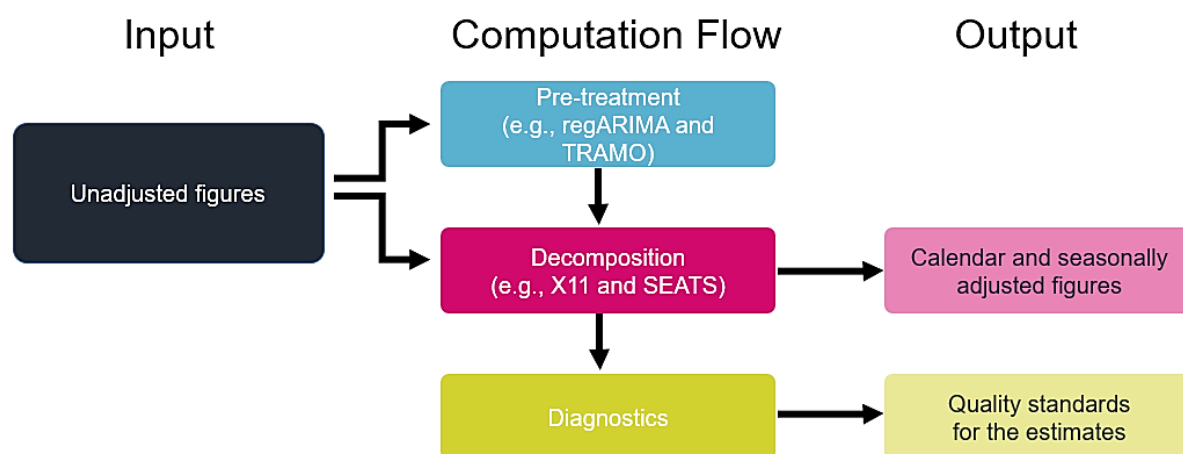 Input
Computation Flow
Output
Unadjusted figures
Pre-treatment
(e.g., regARIMA and
TRAMO)
Decomposition
(e.g., X11 and SEATS)
Calendar and seasonally
adjusted figures
Diagnostics
Quality standards
for the estimates